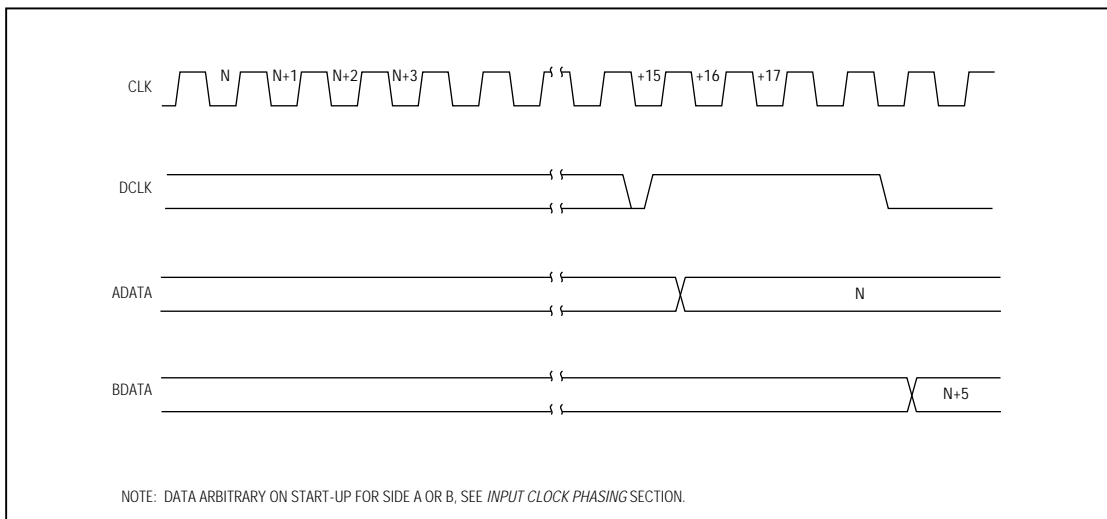 CLK N N+1 N+2 N+3 +15 +16 +17
DCLK
ADATA N
BDATA N+5
NOTE: DATA ARBITRARY ON START-UP FOR SIDE A OR B, SEE INPUT CLOCK PHASING SECTION.